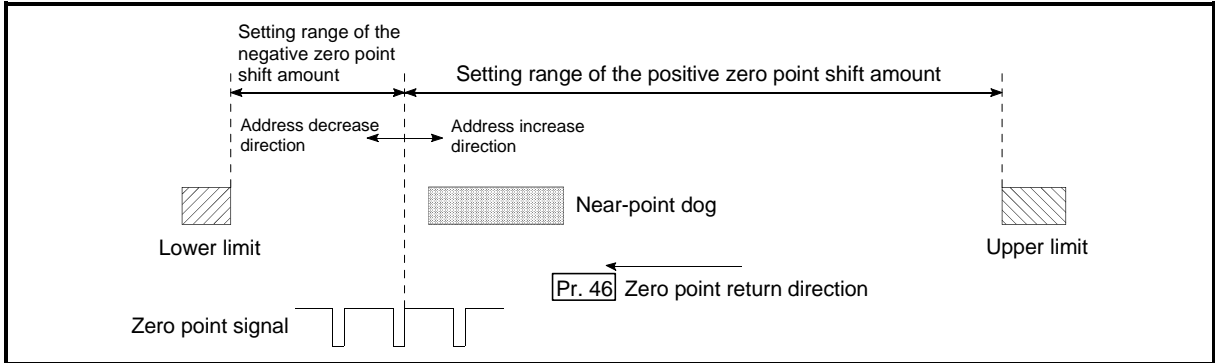 Setting range of the
negative zero point
shift amount
Setting range of the positive zero point shift amount
Address decrease
direction
Address increase
direction
Near-point dog
Lower limit
Upper limit
Pr. 46 Zero point return direction
Zero point signal